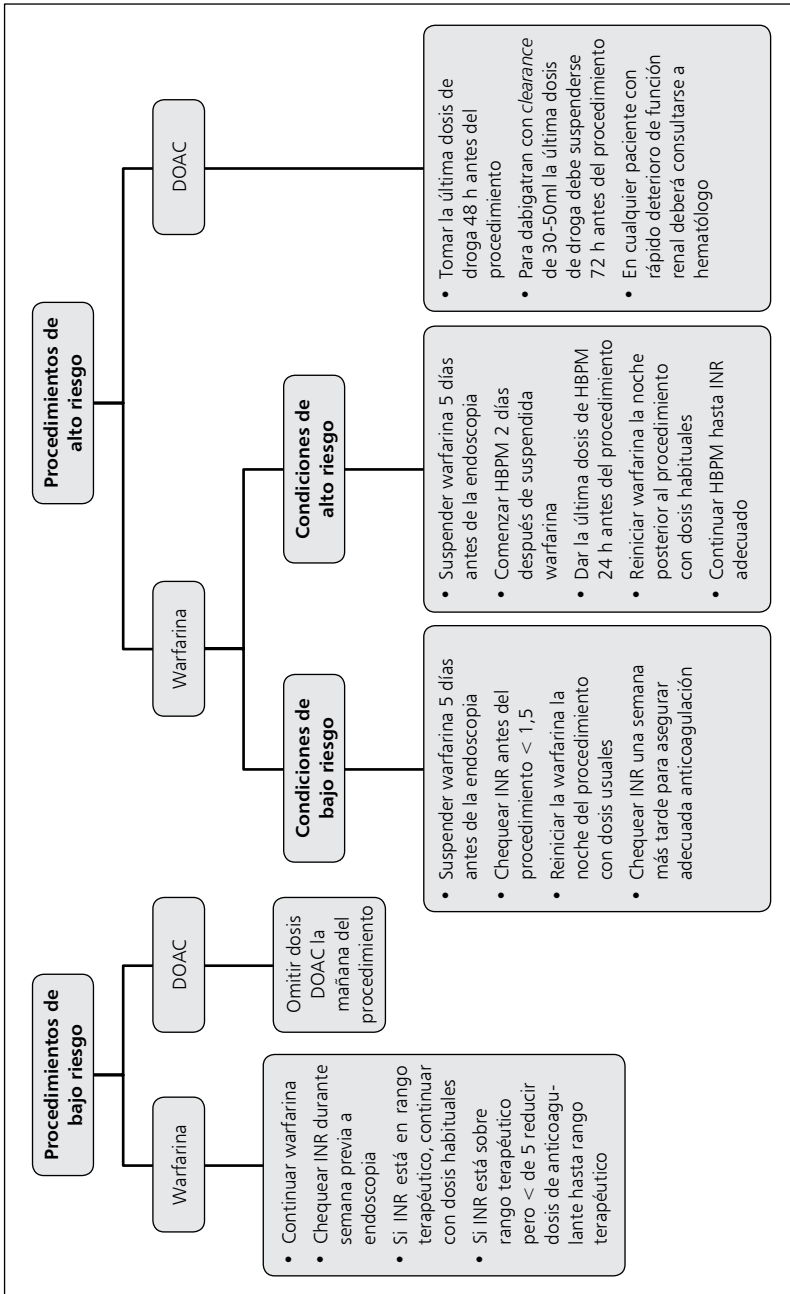 Procedimientos de
bajo riesgo
Warfarina
• Continuar warfarina
• Chequear INR durante
semana previa a
endoscopia
• Si INR está en rango
terapéutico, continuar
con dosis habituales
• Si INR está sobre
rango terapéutico
pero < de 5 reducir
dosis de anticoagu-
lante hasta rango
terapéutico
DOAC
Omitir dosis
DOAC la
mañana del
procedimiento
Procedimientos de
alto riesgo
Warfarina
Condiciones de
bajo riesgo
• Suspender warfarina 5 días
antes de la endoscopia
• Chequear INR antes del
procedimiento < 1,5
• Reiniciar la warfarina la
noche del procedimiento
con dosis usuales
• Chequear INR una semana
más tarde para asegurar
adecuada anticoagulación
Condiciones de
alto riesgo
• Suspender warfarina 5 días
antes de la endoscopia
• Comenzar HBPM 2 días
después de suspendida
warfarina
• Dar la última dosis de HBPM
24 h antes del procedimiento
• Reiniciar warfarina la noche
posterior al procedimiento
con dosis habituales
• Continuar HBPM hasta INR
adecuado
DOAC
• Tomar la última dosis de
droga 48 h antes del
procedimiento
• Para dabigatran con clearance
de 30-50ml la última dosis
de droga debe suspenderse
72 h antes del procedimiento
• En cualquier paciente con
rápido deterioro de función
renal deberá consultarse a
hematólogo